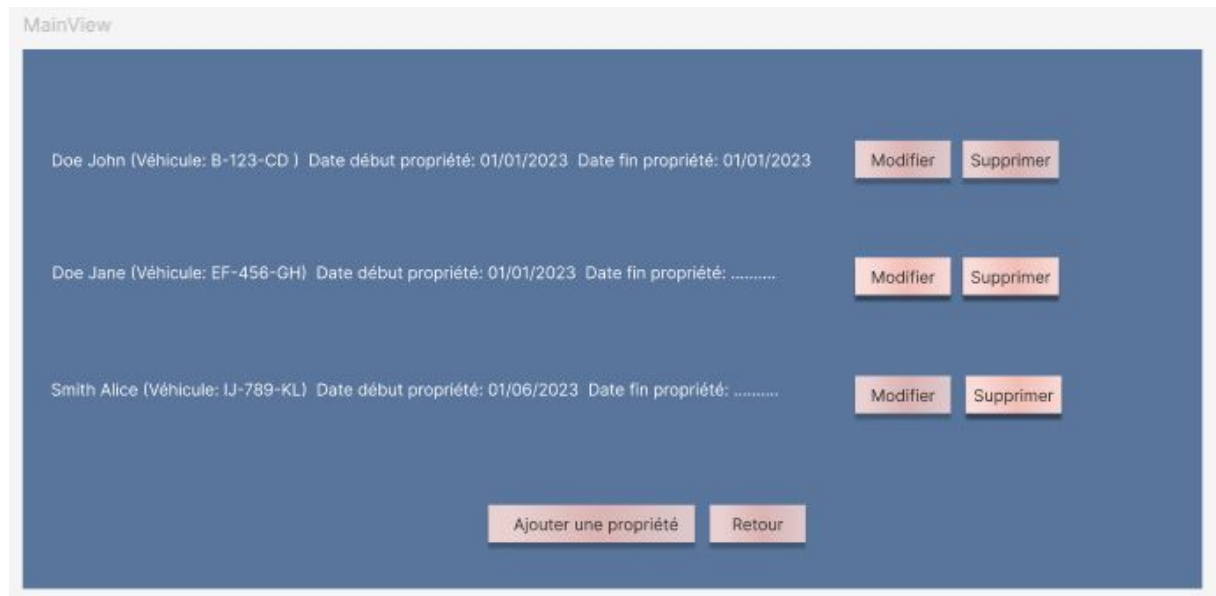 MainView
Doe John (Véhicule: B-123-CD ) Date début propriété: 01/01/2023 Date fin propriété: 01/01/2023 Modifier Supprimer
Doe Jane (Véhicule: EF-456-GH) Date début propriété: 01/01/2023 Date fin propriété: .......... Modifier Supprimer
Smith Alice (Véhicule: IJ-789-KL) Date début propriété: 01/06/2023 Date fin propriété: .......... Modifier Supprimer
Ajouter une propriété Retour